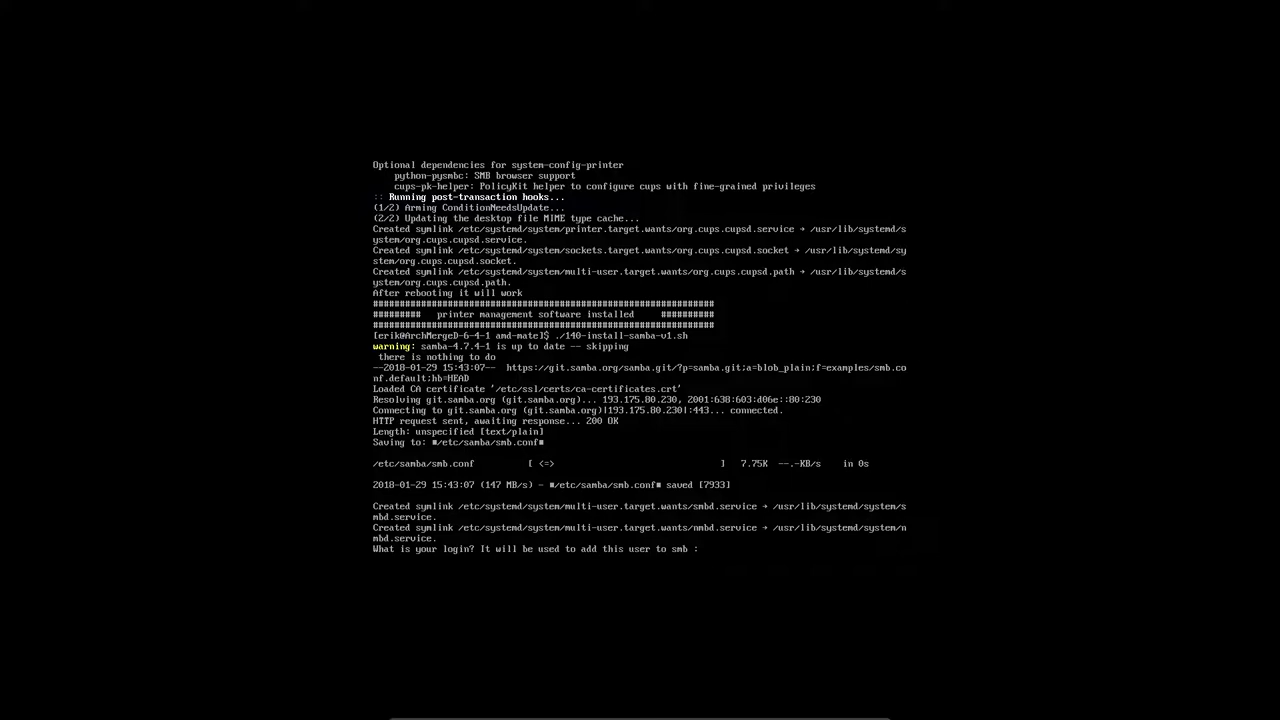 Optional dependencies for system-config-printer
    python-pysmbc: SMB browser support
    cups-pk-helper: PolicyKit helper to configure cups with fine-grained privileges
:: Running post-transaction hooks...
(1/2) Arming ConditionNeedsUpdate...
(2/2) Updating the desktop file MIME type cache...
Created symlink /etc/systemd/system/printer.target.wants/org.cups.cupsd.service → /usr/lib/systemd/s
ystem/org.cups.cupsd.service.
Created symlink /etc/systemd/system/sockets.target.wants/org.cups.cupsd.socket → /usr/lib/systemd/sy
stem/org.cups.cupsd.socket.
Created symlink /etc/systemd/system/multi-user.target.wants/org.cups.cupsd.path → /usr/lib/systemd/s
ystem/org.cups.cupsd.path.
After rebooting it will work
################################################################
#########   printer management software installed     ##########
################################################################
[erik@ArchMergeD-6-4-1 amd-mate]$ ./140-install-samba-v1.sh
warning: samba-4.7.4-1 is up to date -- skipping
 there is nothing to do
--2018-01-29 15:43:07--  https://git.samba.org/samba.git/?p=samba.git;a=blob_plain;f=examples/smb.co
nf.default;hb=HEAD
Loaded CA certificate '/etc/ssl/certs/ca-certificates.crt'
Resolving git.samba.org (git.samba.org)... 193.175.80.230, 2001:638:603:d06e::80:230
Connecting to git.samba.org (git.samba.org)|193.175.80.230|:443... connected.
HTTP request sent, awaiting response... 200 OK
Length: unspecified [text/plain]
Saving to: ■/etc/samba/smb.conf■
/etc/samba/smb.conf          [ <=>                               ]   7.75K  --.-KB/s    in 0s
2018-01-29 15:43:07 (147 MB/s) - ■/etc/samba/smb.conf■ saved [7933]
Created symlink /etc/systemd/system/multi-user.target.wants/smbd.service → /usr/lib/systemd/system/s
mbd.service.
Created symlink /etc/systemd/system/multi-user.target.wants/nmbd.service → /usr/lib/systemd/system/n
mbd.service.
What is your login? It will be used to add this user to smb :